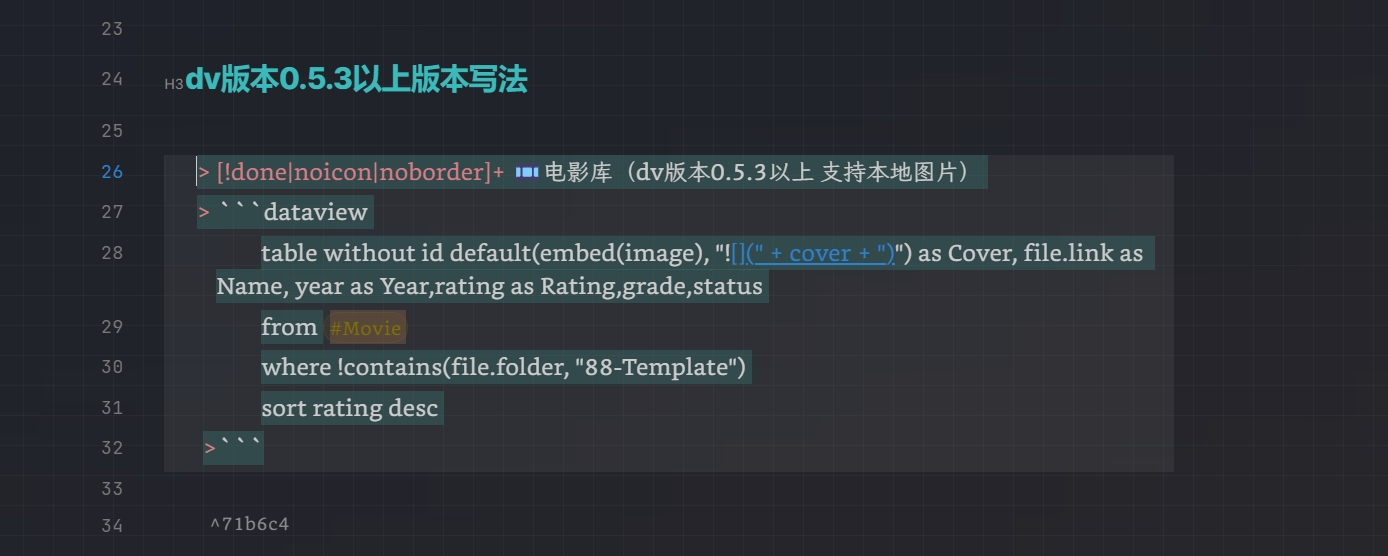 23
24 H3 dv版本0.5.3以上版本写法
25
26 > [!done|noicon|noborder]+ 🎟电影库（dv版本0.5.3以上 支持本地图片）
27 > ```dataview
28 table without id default(embed(image), "![](" + cover + ")") as Cover, file.link as
Name, year as Year,rating as Rating,grade,status
29 from #Movie
30 where !contains(file.folder, "88-Template")
31 sort rating desc
32 >```
33
34 ^71b6c4